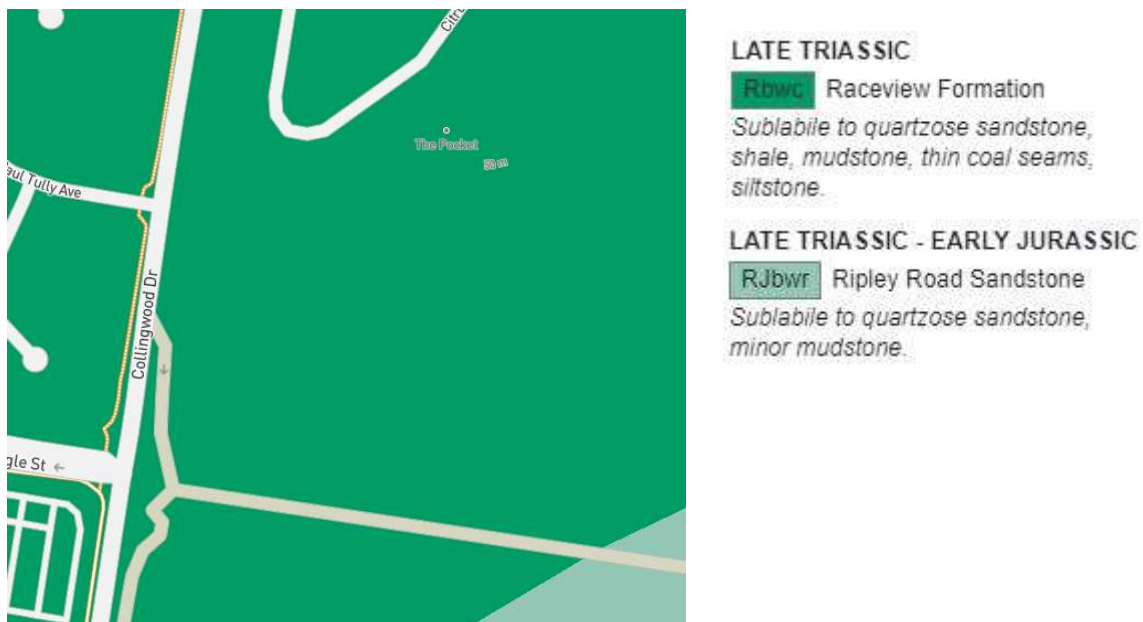 Citru
The Pocket
50 m
aul Tully Ave
Collingwood Dr
gle St ←
LATE TRIASSIC
Rbwc Raceview Formation
Sublabile to quartzose sandstone,
shale, mudstone, thin coal seams,
siltstone.
LATE TRIASSIC - EARLY JURASSIC
RJbwr Ripley Road Sandstone
Sublabile to quartzose sandstone,
minor mudstone.